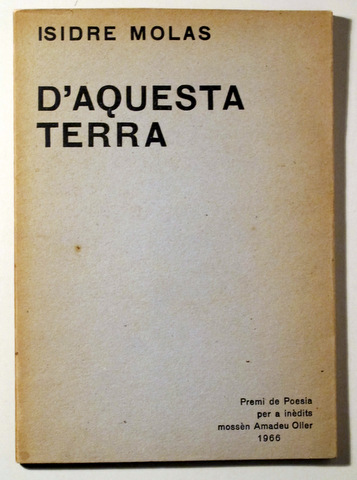 ISIDRE MOLAS
D'AQUESTA
TERRA
Premi de Poesia
per a inèdits
mossèn Amadeu Oller
1966